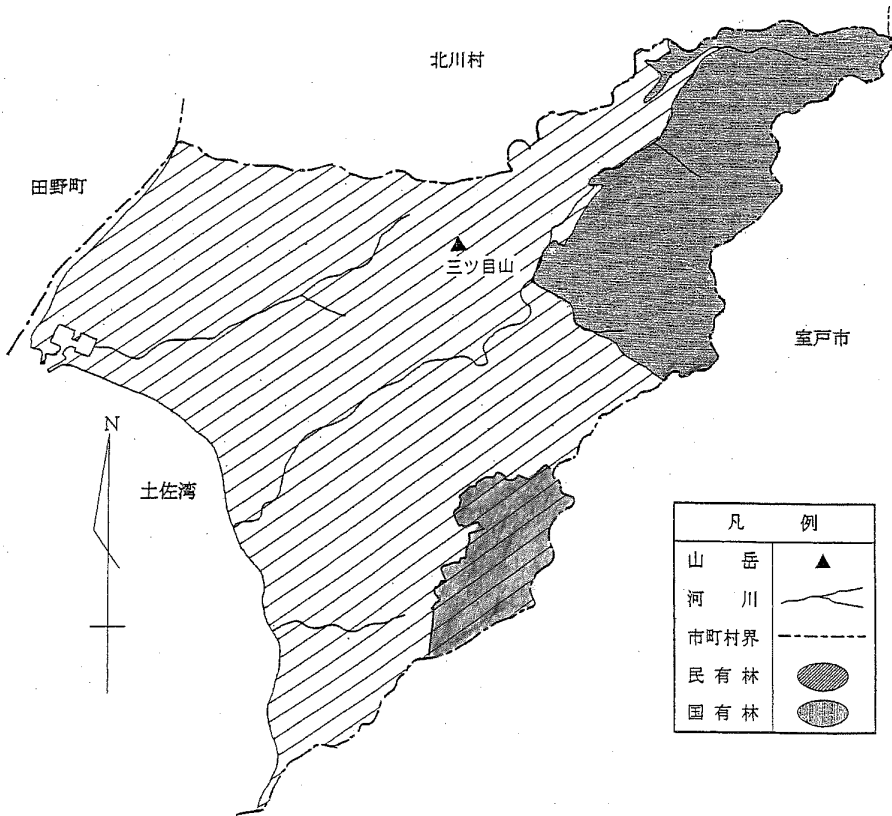 北川村
田野町
三ツ目山
室戸市
N
土佐湾
凡 例
山 岳
河 川
市町村界
民 有 林
国 有 林